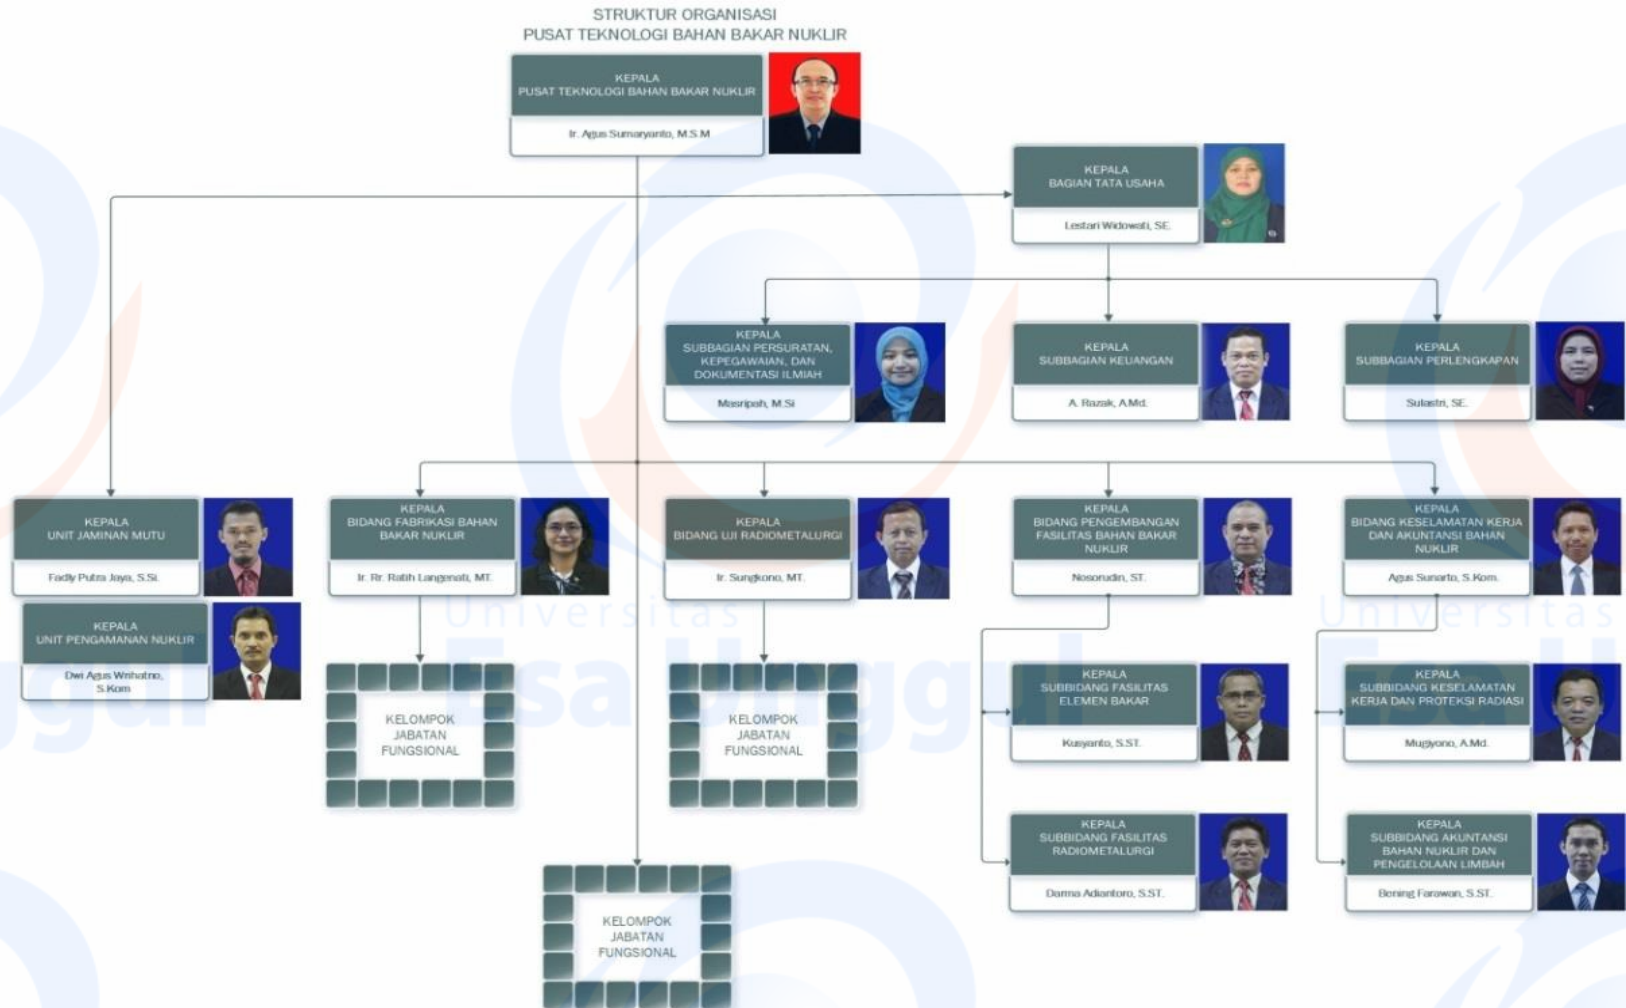 STRUKTUR ORGANISASI
PUSAT TEKNOLOGI BAHAN BAKAR NUKLIR
KEPALA
PUSAT TEKNOLOGI BAHAN BAKAR NUKLIR
Ir. Agus Sumaryanto, M.S.M
KEPALA
BAGIAN TATA USAHA
Lestari Widowati, SE.
KEPALA
SUBBAGIAN PERSURATAN,
KEPEGAWAIAN, DAN
DOKUMENTASI ILMIAH
Masripah, M.Si
KEPALA
SUBBAGIAN KEUANGAN
A. Razak, A.Md.
KEPALA
SUBBAGIAN PERLENGKAPAN
Sulastri, SE.
KEPALA
UNIT JAMINAN MUTU
Fadly Putra Jaya, S.Si.
KEPALA
UNIT PENGAMANAN NUKLIR
Dwi Agus Wrihatno,
S.Kom
KEPALA
BIDANG FABRIKASI BAHAN
BAKAR NUKLIR
Ir. Rr. Ratih Langenati, MT.
KELOMPOK
JABATAN
FUNGSIONAL
KEPALA
BIDANG UJI RADIOMETALURGI
Ir. Sungkono, MT.
KELOMPOK
JABATAN
FUNGSIONAL
KEPALA
BIDANG PENGEMBANGAN
FASILITAS BAHAN BAKAR
NUKLIR
Nosorudin, ST.
KEPALA
SUBBIDANG FASILITAS
ELEMEN BAKAR
Kusyanto, S.ST.
KEPALA
SUBBIDANG FASILITAS
RADIOMETALURGI
Darma Adiantoro, S.ST.
KEPALA
BIDANG KESELAMATAN KERJA
DAN AKUNTANSI BAHAN
NUKLIR
Agus Sunarto, S.Kom.
KEPALA
SUBBIDANG KESELAMATAN
KERJA DAN PROTEKSI RADIASI
Mugiyono, A.Md.
KEPALA
SUBBIDANG AKUNTANSI
BAHAN NUKLIR DAN
PENGELOLAAN LIMBAH
Bening Farawan, S.ST.
KELOMPOK
JABATAN
FUNGSIONAL
Universitas
Esa Unggul
Universitas
Esa U
ggul